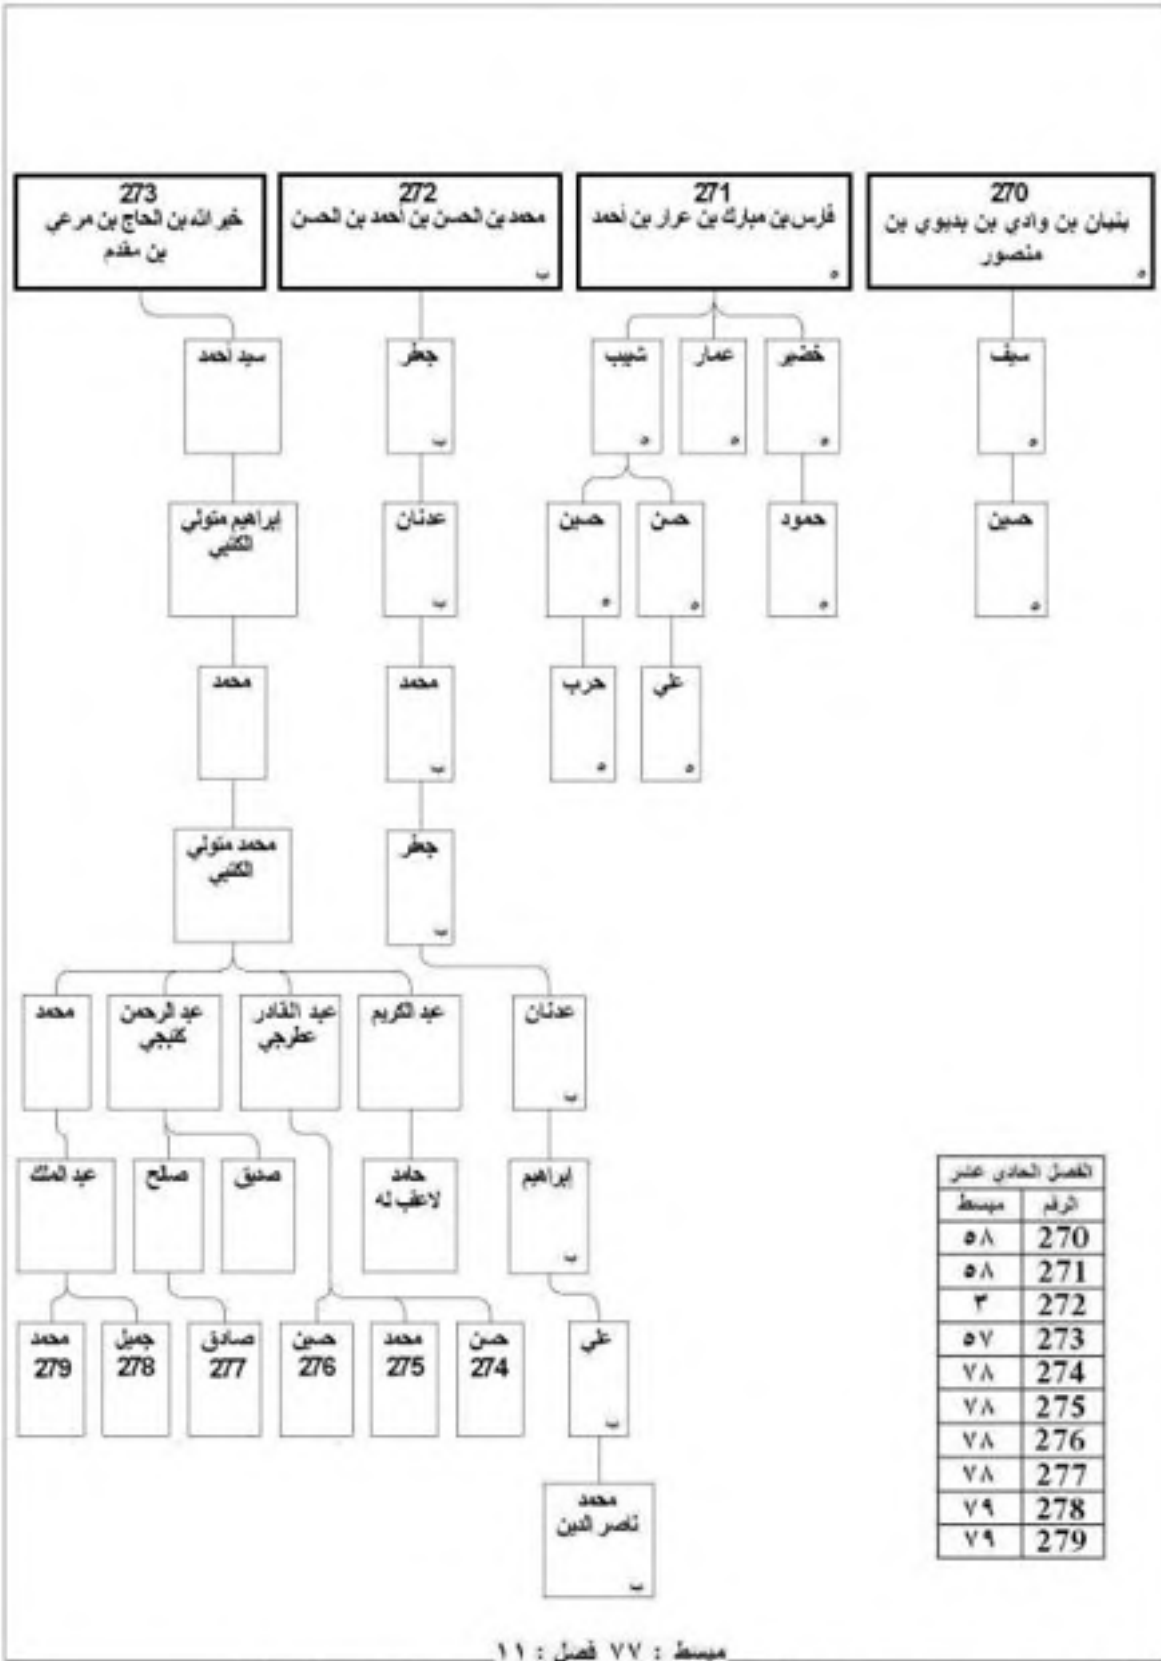 270
بنيان بن وادي بن بديوي بن
منصور
ه
271
فارس بن مبارك بن عرار بن أحمد
ه
272
محمد بن الحسن بن أحمد بن الحسن
ب
273
خير الله بن الحاج بن مرعي
بن مقدم
سيف
ه
خضير
ه
عمار
ه
شبيب
ه
جعفر
ب
سيد أحمد
حسين
ه
حمود
ه
حسن
ه
حسين
ه
عدنان
ب
إبراهيم متولي
الكتبي
علي
ه
حرب
ه
محمد
ب
محمد
جعفر
ب
محمد متولي
الكتبي
عدنان
ب
عبد الكريم
عبد القادر
عطرجي
عبد الرحمن
كتبجي
محمد
إبراهيم
ب
حامد
لا عقب له
صديق
صالح
عبد الملك
علي
ب
حسن
274
محمد
275
حسين
276
صادق
277
جميل
278
محمد
279
محمد
ناصر الدين
ب
الفصل الحادي عشر
الرقم مبسط
270 ٥٨
271 ٥٨
272 ٣
273 ٥٧
274 ٧٨
275 ٧٨
276 ٧٨
277 ٧٨
278 ٧٩
279 ٧٩
مبسط : ٧٧ فصل : ١١